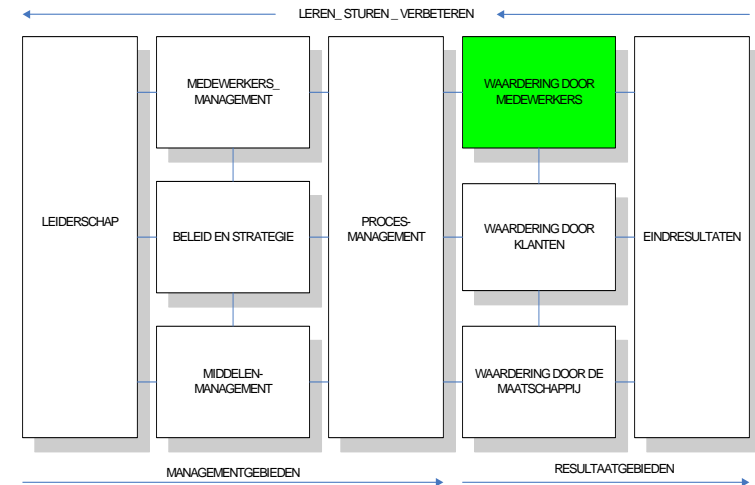 LEREN_ STUREN _ VERBETEREN
LEIDERSCHAP
MEDEWERKERS_
MANAGEMENT
BELEID EN STRATEGIE
MIDDELEN-
MANAGEMENT
PROCES-
MANAGEMENT
WAARDERING DOOR
MEDEWERKERS
WAARDERING DOOR
KLANTEN
WAARDERING DOOR DE
MAATSCHAPPIJ
EINDRESULTATEN
MANAGEMENTGEBIEDEN
RESULTAATGEBIEDEN